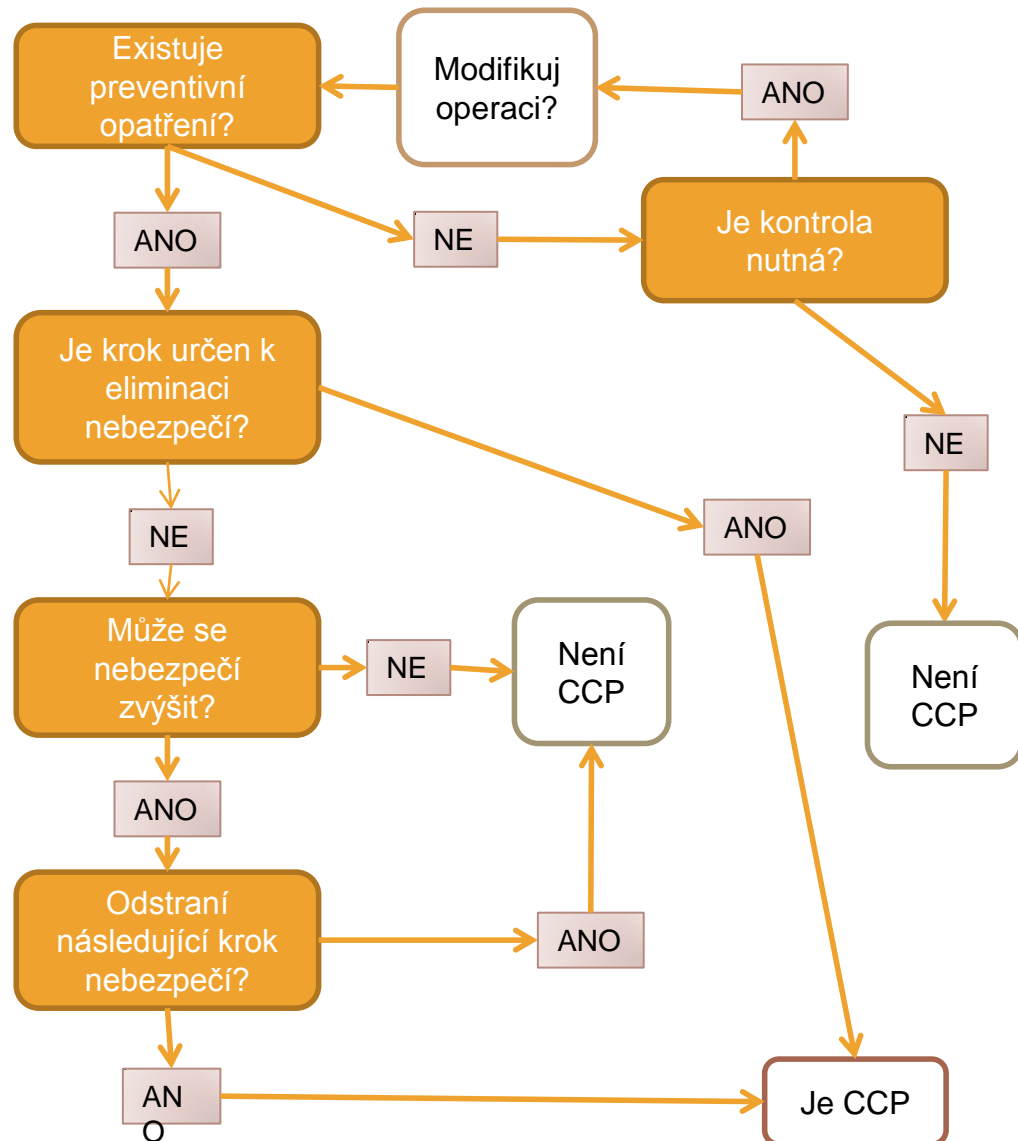 Existuje
preventivní
opatření?
Modifikuj
operaci?
ANO
ANO
NE
Je kontrola
nutná?
Je krok určen k
eliminaci
nebezpečí?
NE
NE
ANO
Může se
nebezpečí
zvýšit?
NE
Není
CCP
Není
CCP
ANO
Odstraní
následující krok
nebezpečí?
ANO
AN
O
Je CCP